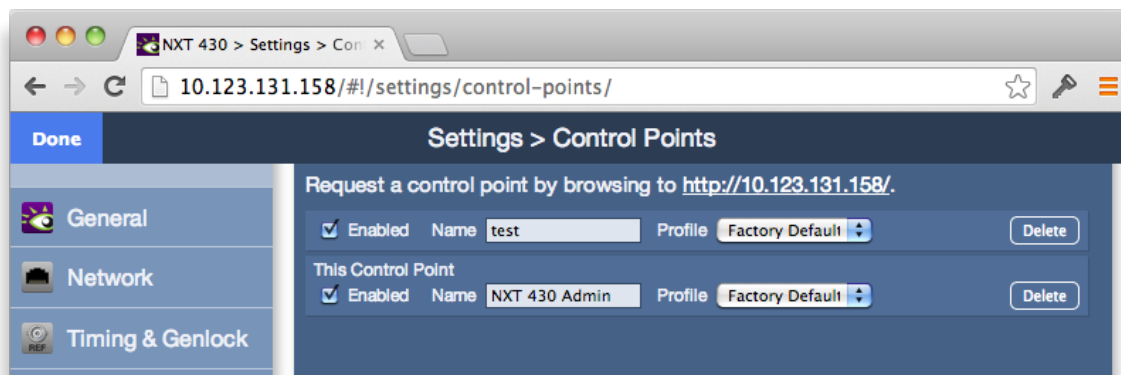 NXT 430 > Settings > Con
10.123.131.158/#!/settings/control-points/
Done
Settings > Control Points
Request a control point by browsing to http://10.123.131.158/.
General
Enabled Name test Profile Factory Default Delete
Network
This Control Point
Enabled Name NXT 430 Admin Profile Factory Default Delete
REF
Timing & Genlock